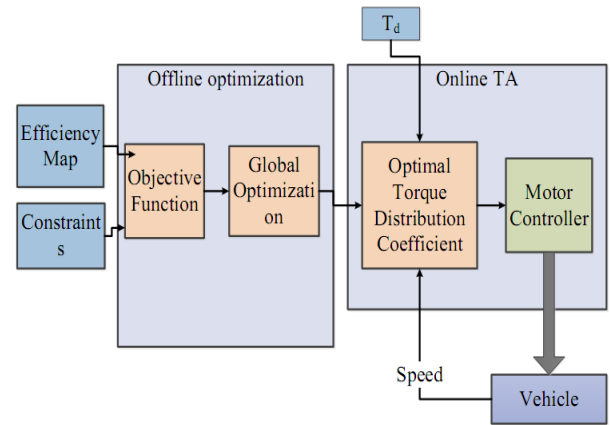 T_d
Offline optimization
Online TA
Efficiency
Map
Constraint
s
Objective
Function
Global
Optimizati
on
Optimal
Torque
Distribution
Coefficient
Motor
Controller
Speed
Vehicle